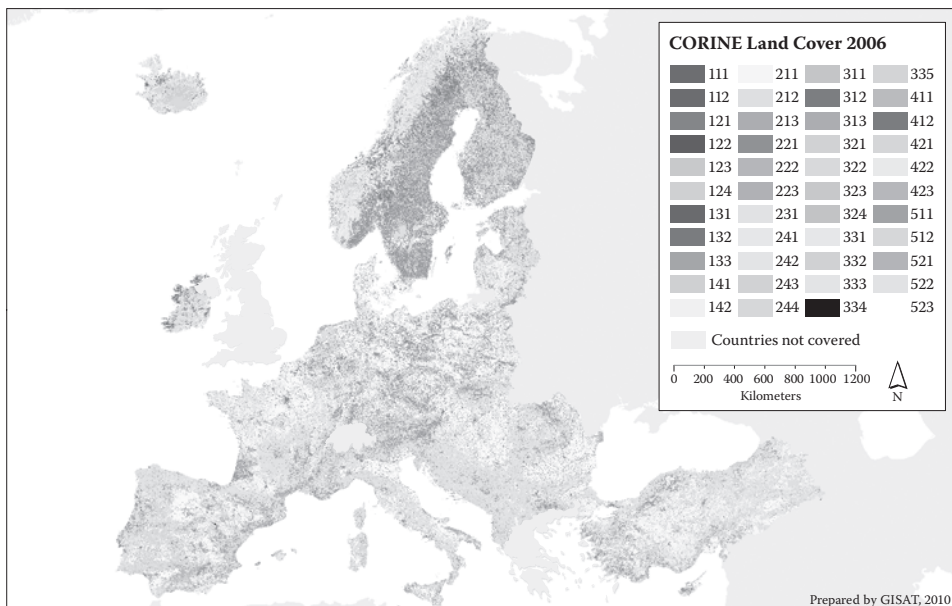 CORINE Land Cover 2006
111 211 311 335
112 212 312 411
121 213 313 412
122 221 321 421
123 222 322 422
124 223 323 423
131 231 324 511
132 241 331 512
133 242 332 521
141 243 333 522
142 244 334 523
Countries not covered
0 200 400 600 800 1000 1200
Kilometers
N
Prepared by GISAT, 2010